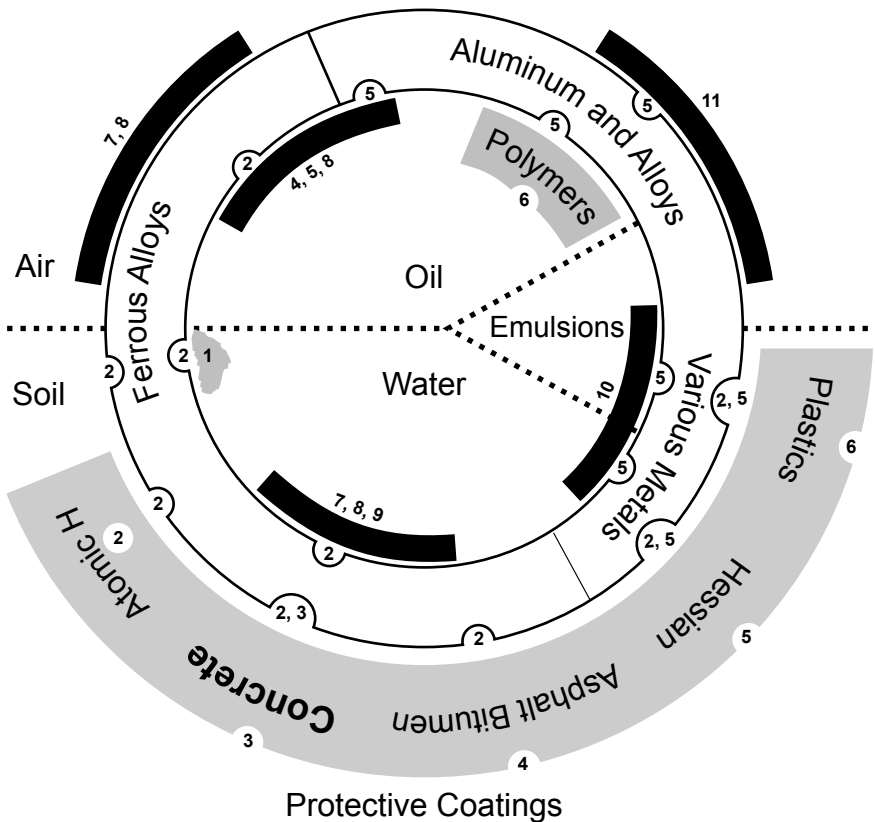 Aluminum and Alloys
5
5
5
11
7, 8
2
4, 5, 8
Polymers
6
Ferrous Alloys
Air
Oil
Emulsions
Soil
2
2
1
Water
10
5
Various Metals
2, 5
Plastics
6
5
2
7, 8, 9
2
2, 5
Atomic H
2
2, 3
2
Hessian
5
Concrete
3
Asphalt Bitumen
4
Protective Coatings